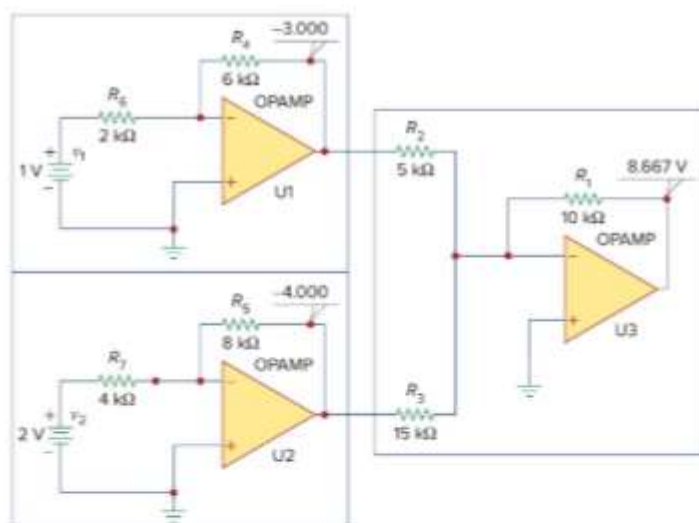 R4
-3.000
6 kΩ
OPAMP
R6
2 kΩ
+
v1
1 V
-
-
+
U1
R2
5 kΩ
R1
8.667 V
10 kΩ
OPAMP
-
+
U3
R5
-4.000
8 kΩ
OPAMP
R7
4 kΩ
+
v2
2 V
-
-
+
U2
R3
15 kΩ